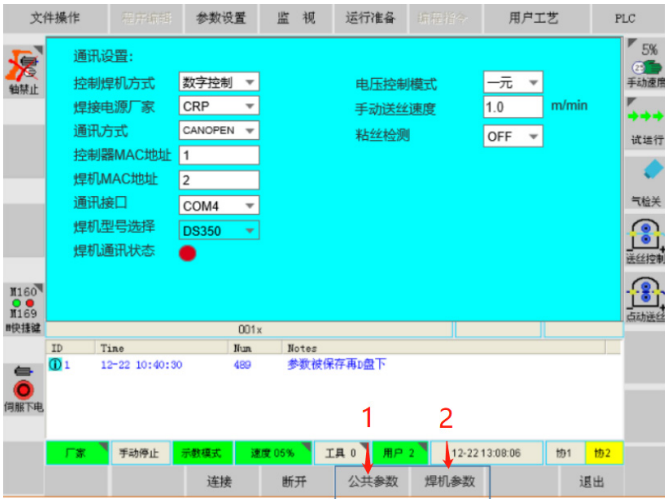 文件操作 程序编辑 参数设置 监 视 运行准备 编程指令 用户工艺 PLC
通讯设置:
控制焊机方式 数字控制
焊接电源厂家 CRP
通讯方式 CANOPEN
控制器MAC地址 1
焊机MAC地址 2
通讯接口 COM4
焊机型号选择 DS350
焊机通讯状态
电压控制模式 一元
手动送丝速度 1.0 m/min
粘丝检测 OFF
轴禁止
M160
M169
M快捷键
伺服下电
5%
手动速度
试运行
气检关
送丝控制
点动送丝
001x
ID Time Num Notes
1 12-22 10:40:30 489 参数被保存再D盘下
1 2
厂家 手动停止 示教模式 速度 05% 工具 0 用户 2 12-22 13:08:06 协1 协2
连接 断开 公共参数 焊机参数 退出